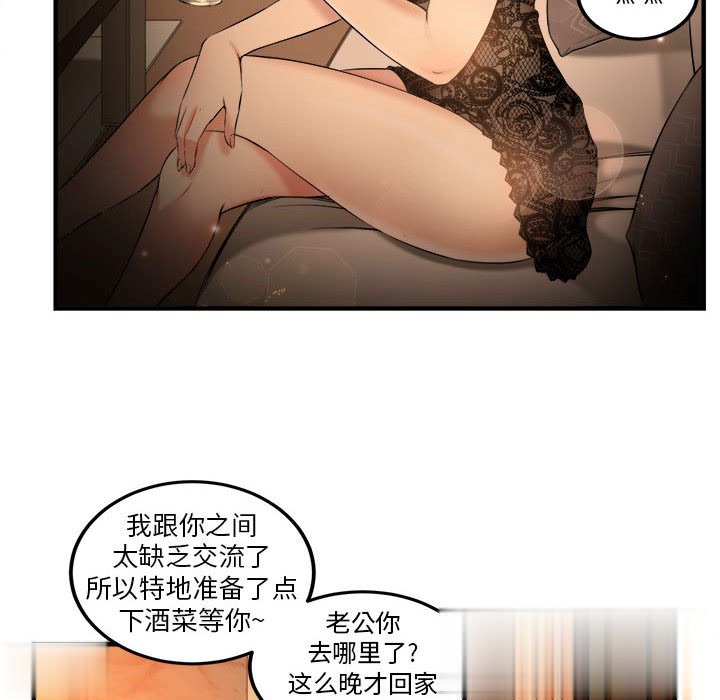 我跟你之间
太缺乏交流了
所以特地准备了点
下酒菜等你~
老公你
去哪里了?
这么晚才回家